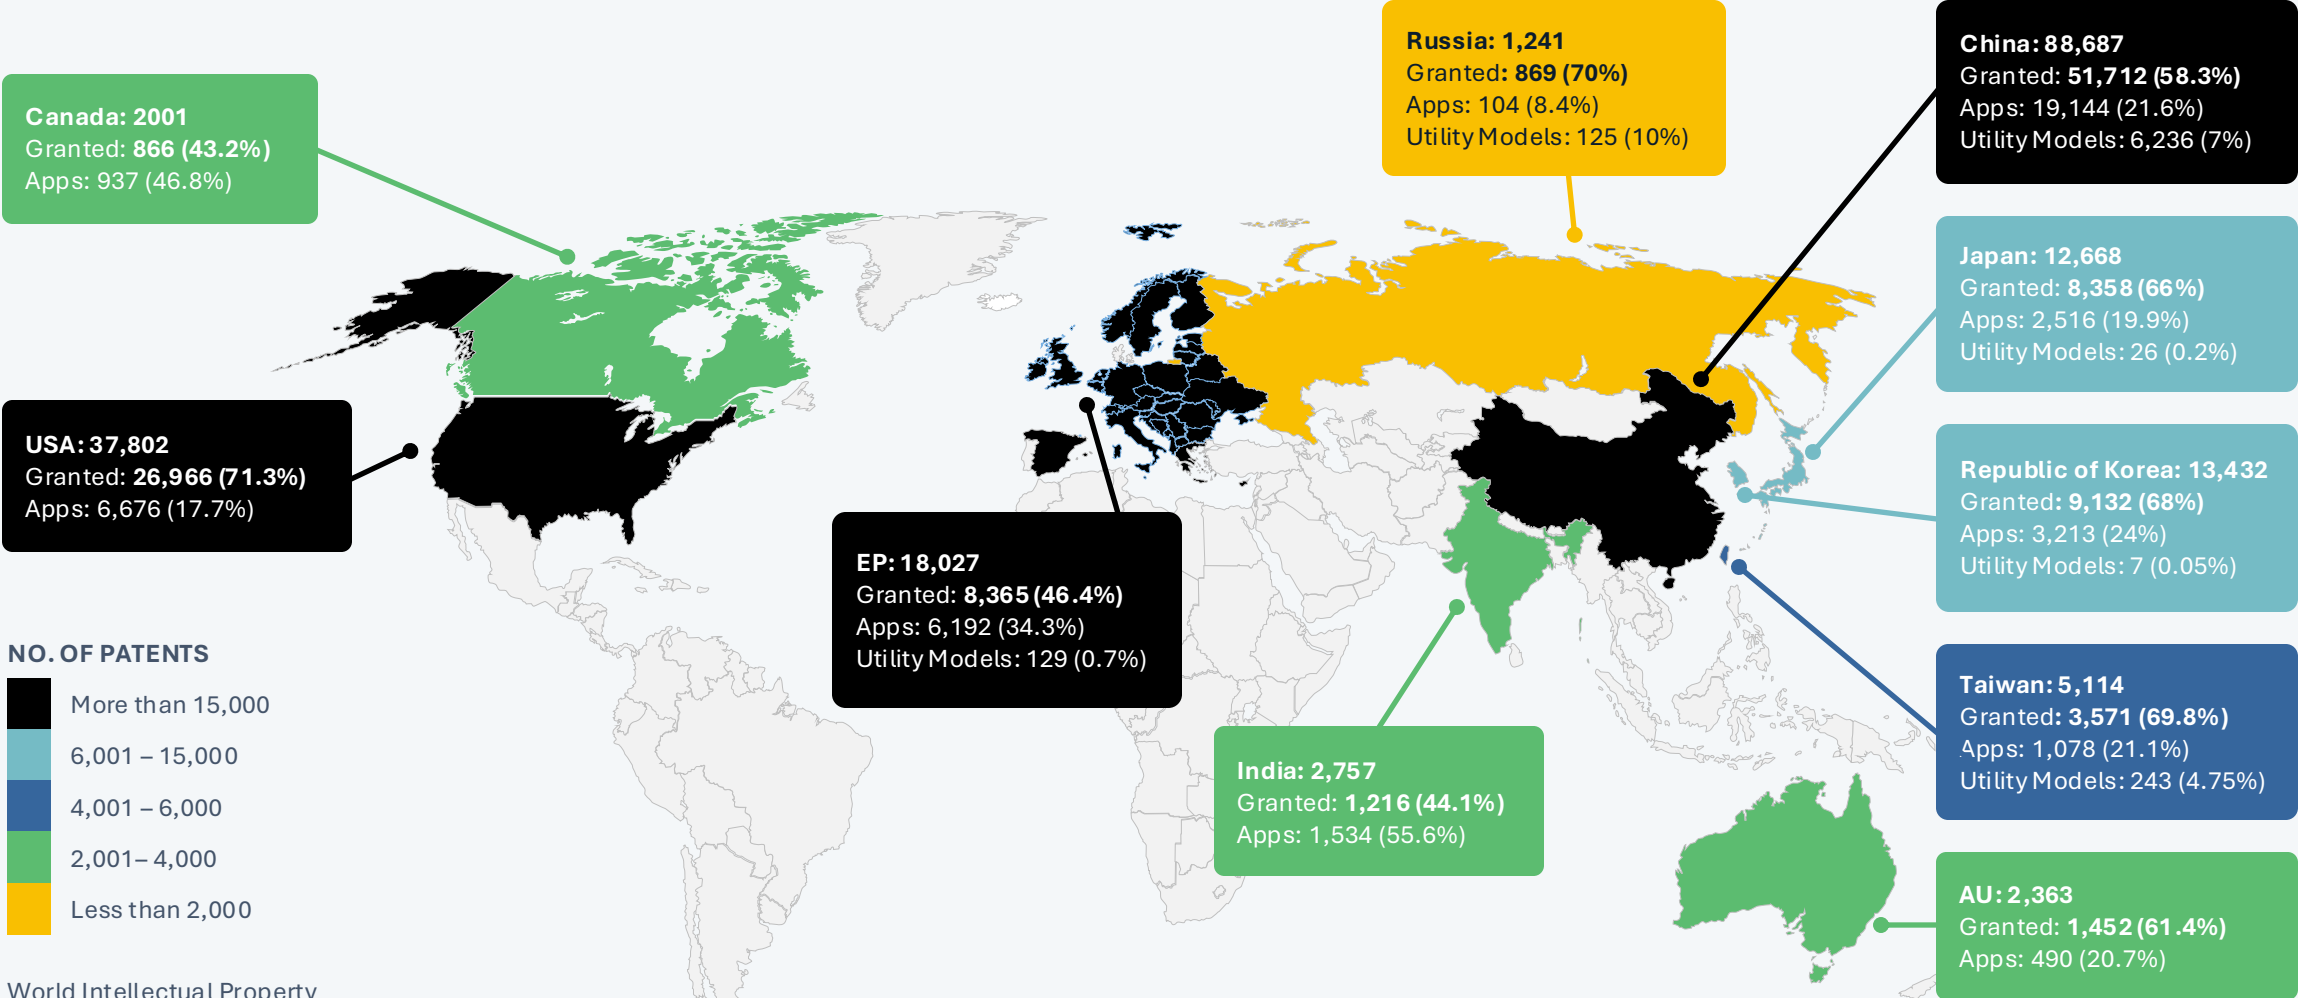 Canada: 2001
Granted: 866 (43.2%)
Apps: 937 (46.8%)
Russia: 1,241
Granted: 869 (70%)
Apps: 104 (8.4%)
Utility Models: 125 (10%)
China: 88,687
Granted: 51,712 (58.3%)
Apps: 19,144 (21.6%)
Utility Models: 6,236 (7%)
Japan: 12,668
Granted: 8,358 (66%)
Apps: 2,516 (19.9%)
Utility Models: 26 (0.2%)
USA: 37,802
Granted: 26,966 (71.3%)
Apps: 6,676 (17.7%)
Republic of Korea: 13,432
Granted: 9,132 (68%)
Apps: 3,213 (24%)
Utility Models: 7 (0.05%)
EP: 18,027
Granted: 8,365 (46.4%)
Apps: 6,192 (34.3%)
Utility Models: 129 (0.7%)
Taiwan: 5,114
Granted: 3,571 (69.8%)
Apps: 1,078 (21.1%)
Utility Models: 243 (4.75%)
India: 2,757
Granted: 1,216 (44.1%)
Apps: 1,534 (55.6%)
AU: 2,363
Granted: 1,452 (61.4%)
Apps: 490 (20.7%)
NO. OF PATENTS
More than 15,000
6,001 – 15,000
4,001 – 6,000
2,001– 4,000
Less than 2,000
World Intellectual Property